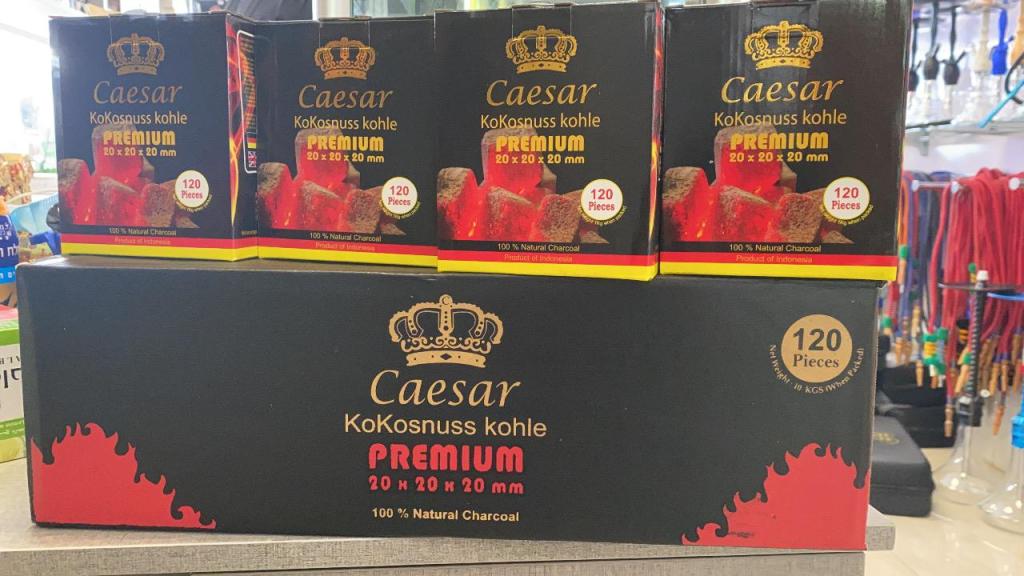 Caesar
KoKosnuss kohle
PREMIUM
20 x 20 x 20 mm
120
Pieces
100 % Natural Charcoal
Product of Indonesia
Caesar
KoKosnuss kohle
PREMIUM
20 x 20 x 20 mm
120
Pieces
100 % Natural Charcoal
Product of Indonesia
Caesar
KoKosnuss kohle
PREMIUM
20 x 20 x 20 mm
120
Pieces
100 % Natural Charcoal
Product of Indonesia
Caesar
KoKosnuss kohle
PREMIUM
20 x 20 x 20 mm
120
Pieces
100 % Natural Charcoal
Product of Indonesia
Caesar
KoKosnuss kohle
PREMIUM
20 x 20 x 20 mm
100 % Natural Charcoal
120
Pieces
Net Weight: 10 KGS (When Packed)